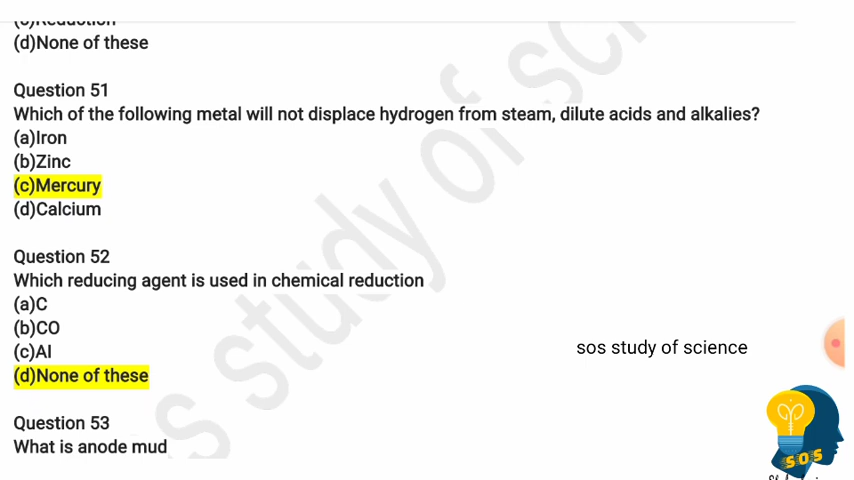 (d)None of these
Question 51
Which of the following metal will not displace hydrogen from steam, dilute acids and alkalies?
(a)Iron
(b)Zinc
(c)Mercury
(d)Calcium
Question 52
Which reducing agent is used in chemical reduction
(a)C
(b)CO
(c)AI
(d)None of these
sos study of science
Question 53
What is anode mud
s study of sc
SOS